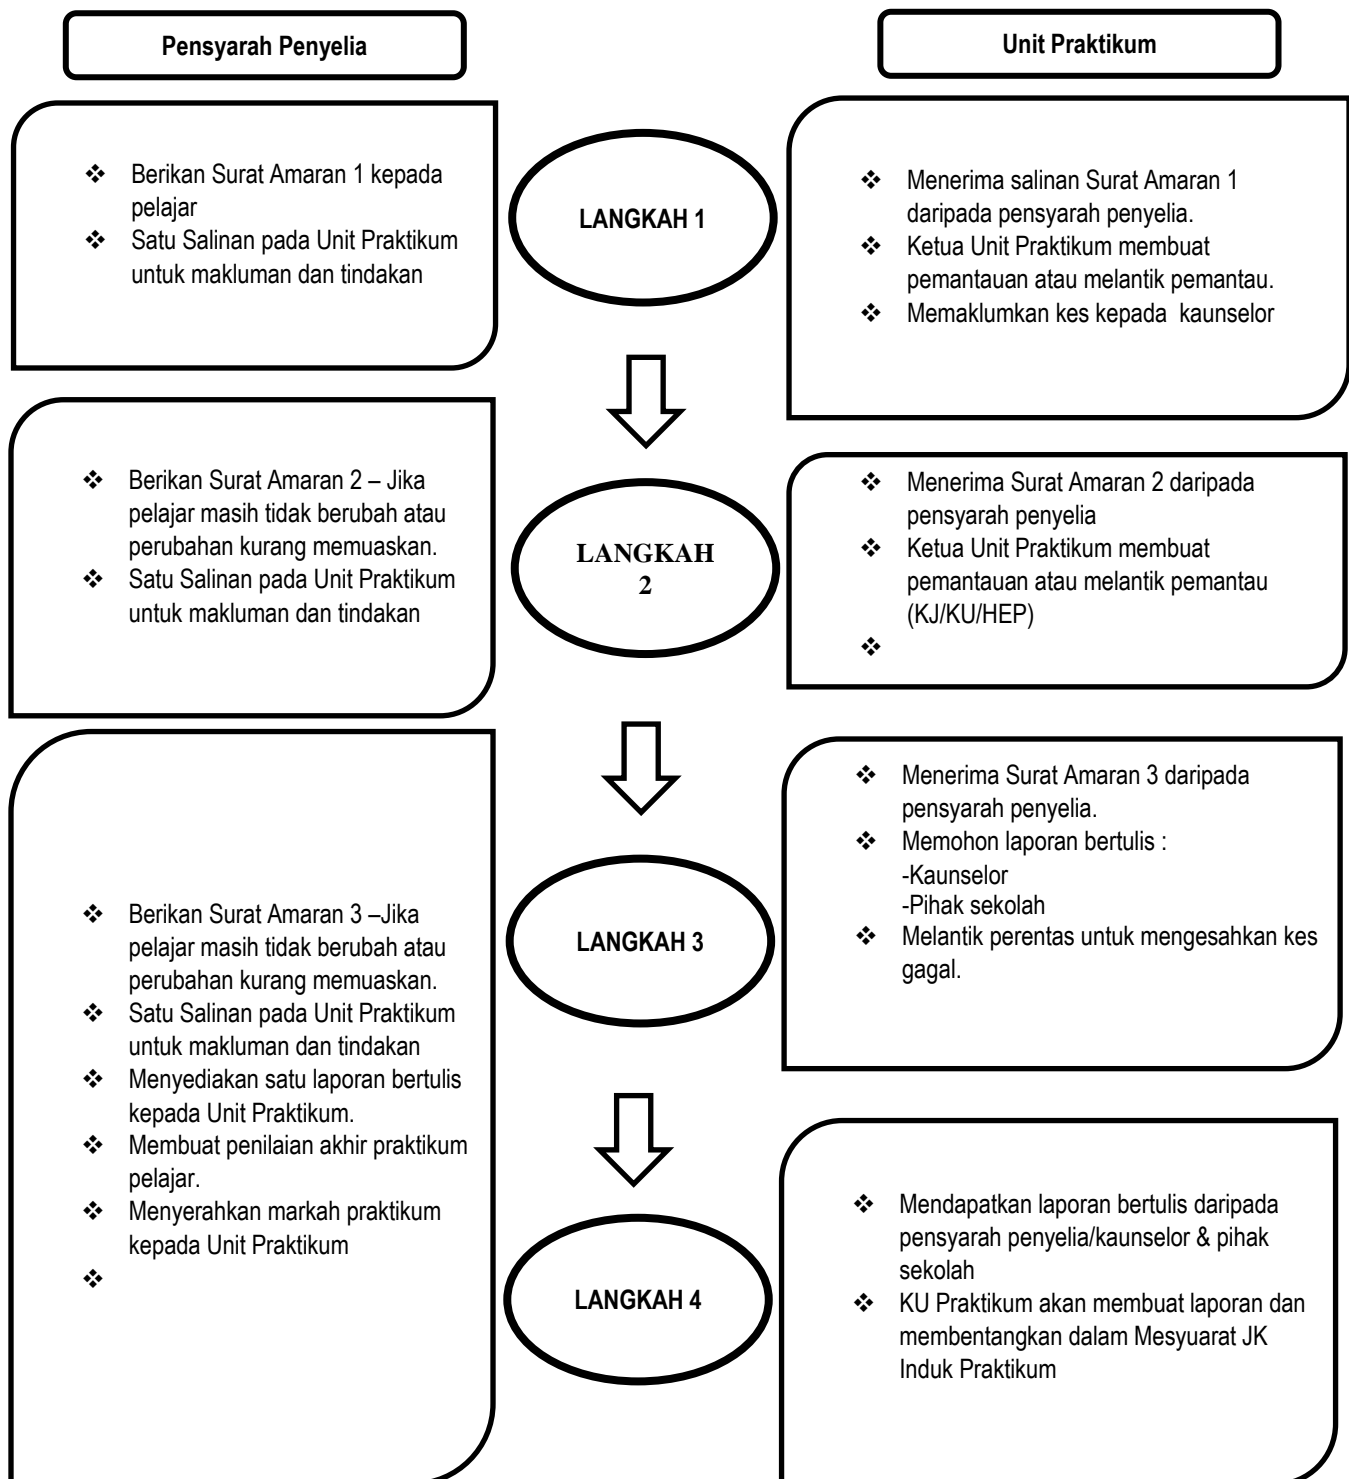 Pensyarah Penyelia
Unit Praktikum
❖ Berikan Surat Amaran 1 kepada
pelajar
❖ Satu Salinan pada Unit Praktikum
untuk makluman dan tindakan
LANGKAH 1
❖ Menerima salinan Surat Amaran 1
daripada pensyarah penyelia.
❖ Ketua Unit Praktikum membuat
pemantauan atau melantik pemantau.
❖ Memaklumkan kes kepada kaunselor
❖ Berikan Surat Amaran 2 – Jika
pelajar masih tidak berubah atau
perubahan kurang memuaskan.
❖ Satu Salinan pada Unit Praktikum
untuk makluman dan tindakan
LANGKAH
2
❖ Menerima Surat Amaran 2 daripada
pensyarah penyelia
❖ Ketua Unit Praktikum membuat
pemantauan atau melantik pemantau
(KJ/KU/HEP)
❖
❖ Berikan Surat Amaran 3 –Jika
pelajar masih tidak berubah atau
perubahan kurang memuaskan.
❖ Satu Salinan pada Unit Praktikum
untuk makluman dan tindakan
❖ Menyediakan satu laporan bertulis
kepada Unit Praktikum.
❖ Membuat penilaian akhir praktikum
pelajar.
❖ Menyerahkan markah praktikum
kepada Unit Praktikum
❖
LANGKAH 3
❖ Menerima Surat Amaran 3 daripada
pensyarah penyelia.
❖ Memohon laporan bertulis :
-Kaunselor
-Pihak sekolah
❖ Melantik perentas untuk mengesahkan kes
gagal.
LANGKAH 4
❖ Mendapatkan laporan bertulis daripada
pensyarah penyelia/kaunselor & pihak
sekolah
❖ KU Praktikum akan membuat laporan dan
membentangkan dalam Mesyuarat JK
Induk Praktikum